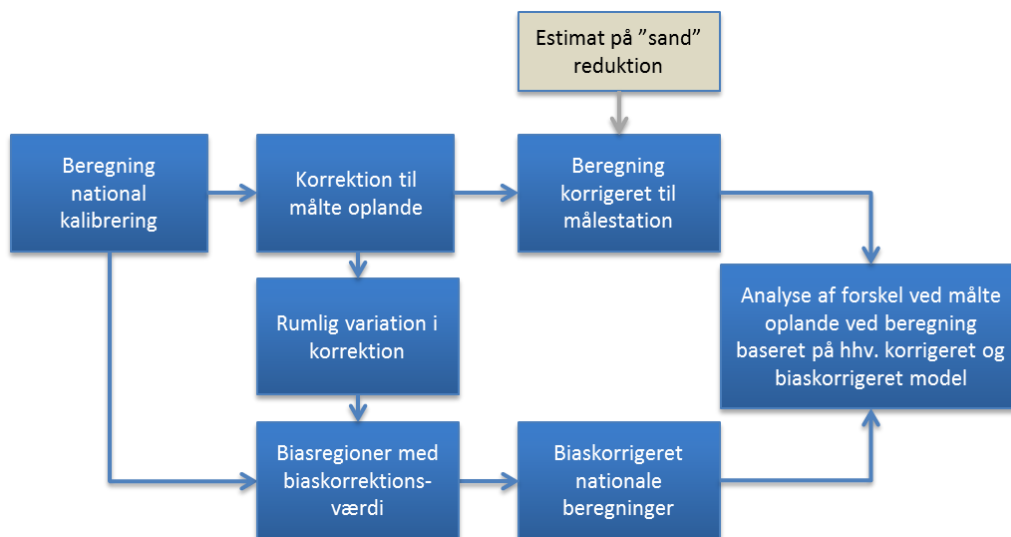 Estimat på ”sand”
reduktion
Beregning
national
kalibrering
Korrektion til
målte oplande
Beregning
korrigeret til
målestation
Rumlig variation i
korrektion
Analyse af forskel ved målte
oplande ved beregning
baseret på hhv. korrigeret og
biaskorrigeret model
Biasregioner med
biaskorrektions-
værdi
Biaskorrigeret
nationale
beregninger